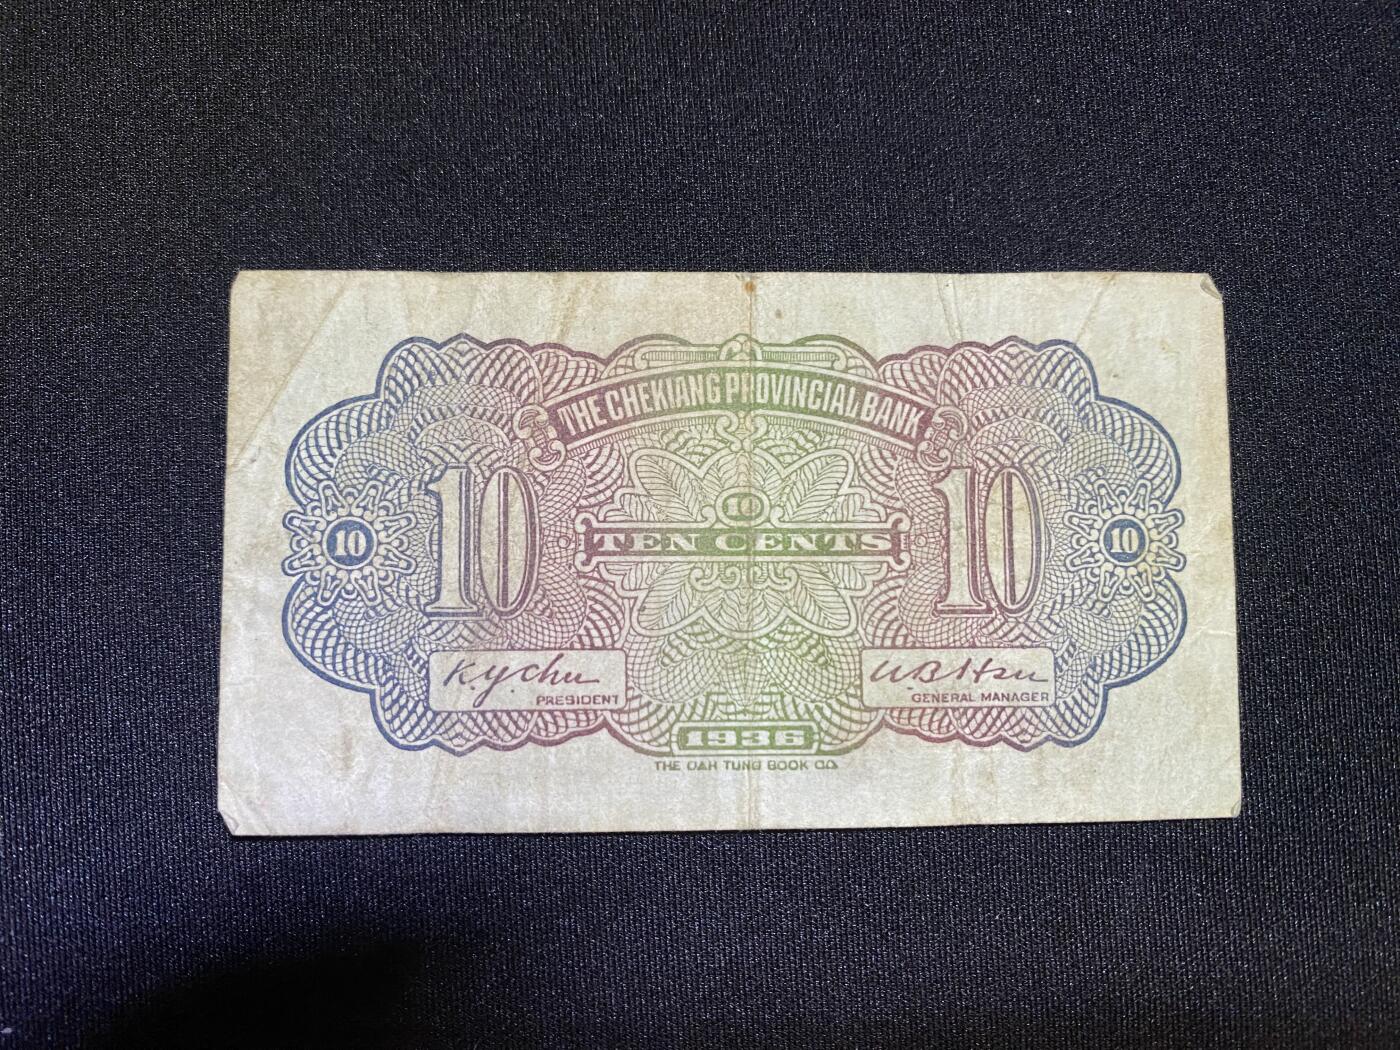 THE CHEKIANG PROVINCIAL BANK
10
10 10
10 TEN CENTS 10
K.Y. Chu
PRESIDENT
U. B. Hsu
GENERAL MANAGER
1936
THE DAH TUNG BOOK CO.